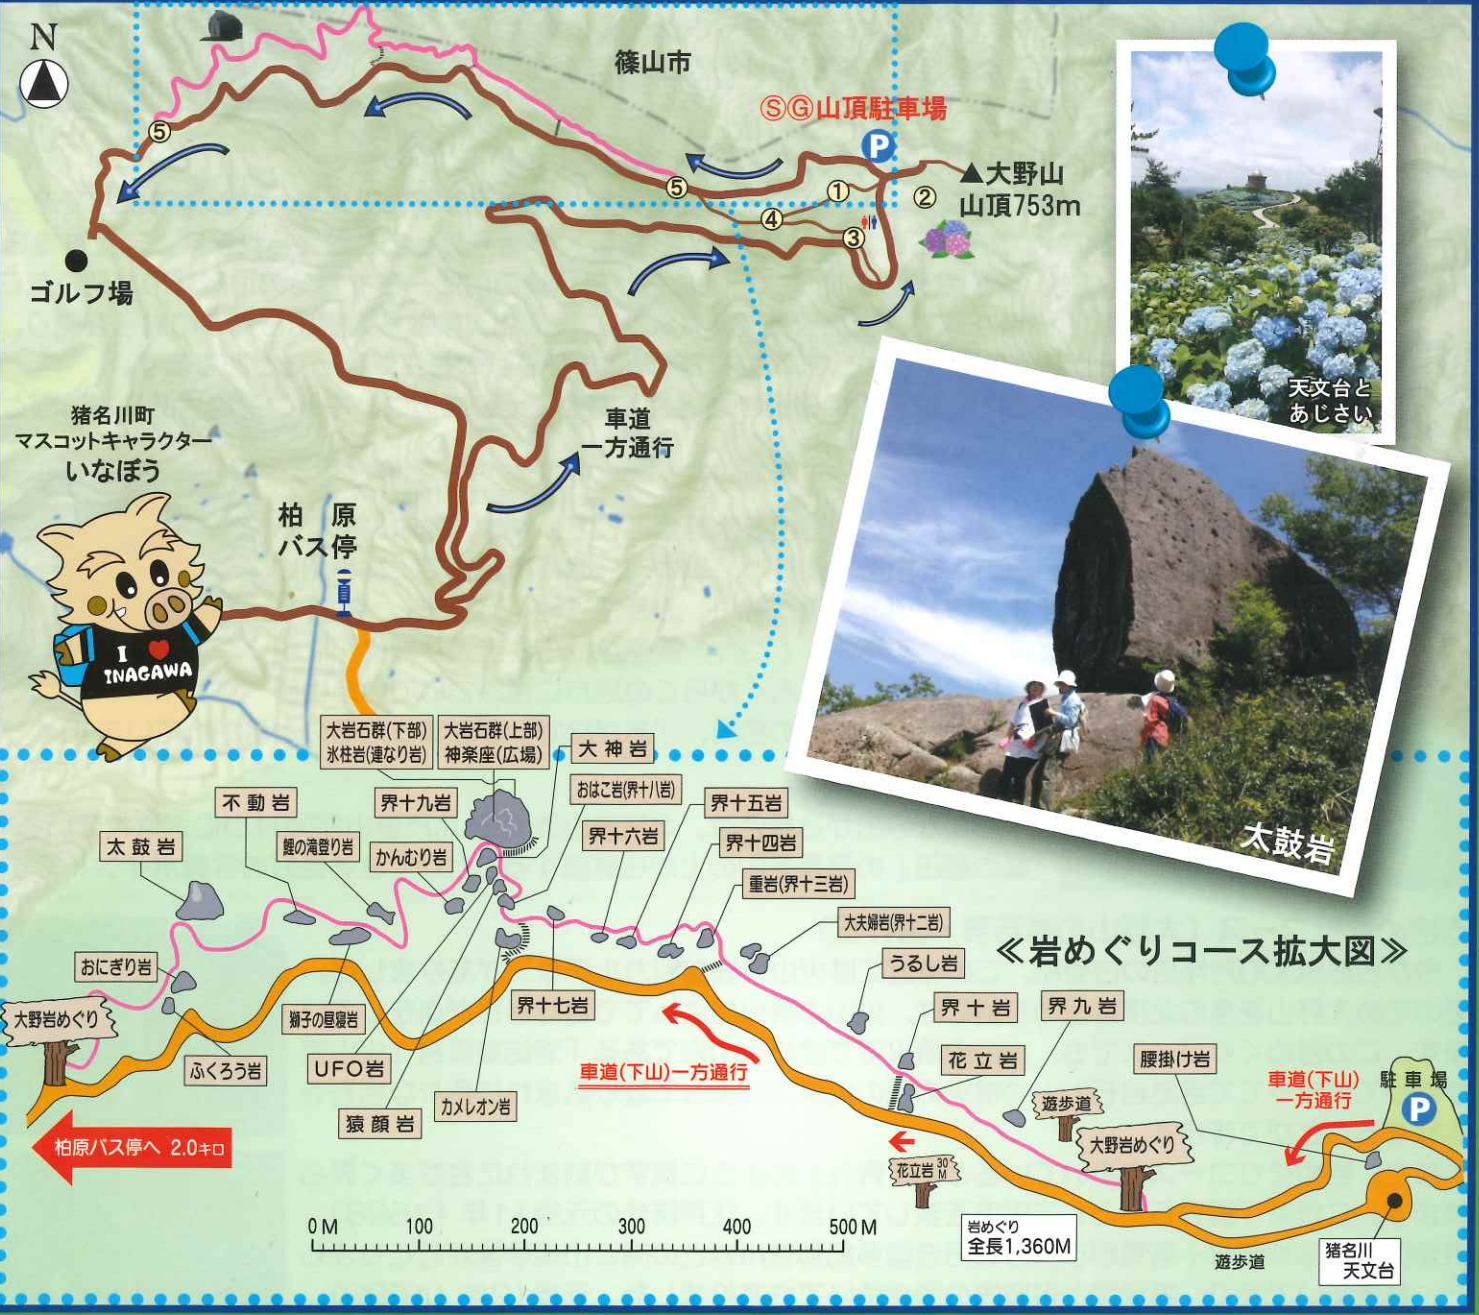 N
篠山市
ⓈⒼ山頂駐車場
P
▲大野山
山頂753m
⑤
⑤
①
②
④
③
ゴルフ場
車道
一方通行
猪名川町
マスコットキャラクター
いなぼう
I ♥
INAGAWA
柏 原
バス停
天文台と
あじさい
太鼓岩
大岩石群(下部)
氷柱岩(連なり岩)
大岩石群(上部)
神楽座(広場)
大神岩
おはこ岩(界十八岩)
不動岩
界十九岩
界十五岩
太鼓岩
鯉の滝登り岩
かんむり岩
界十六岩
界十四岩
重岩(界十三岩)
大夫婦岩(界十二岩)
うるし岩
≪岩めぐりコース拡大図≫
おにぎり岩
大野岩めぐり
獅子の昼寝岩
界十七岩
界十岩
界九岩
ふくろう岩
UFO岩
車道(下山)一方通行
花立岩
腰掛け岩
車道(下山)
一方通行
駐車場
P
猿顔岩
カメレオン岩
遊歩道
大野岩めぐり
柏原バス停へ 2.0キロ
花立岩 30M
0 M 100 200 300 400 500 M
岩めぐり
全長1,360M
遊歩道
猪名川
天文台